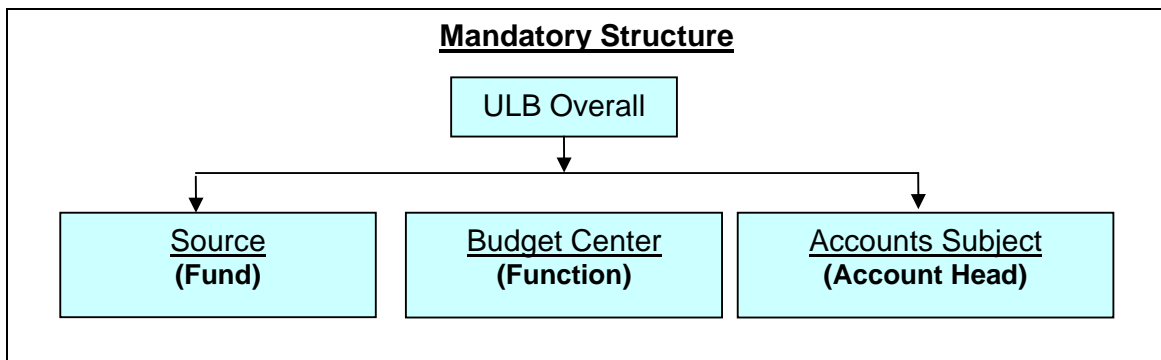 Mandatory Structure
ULB Overall
Source
(Fund)
Budget Center
(Function)
Accounts Subject
(Account Head)